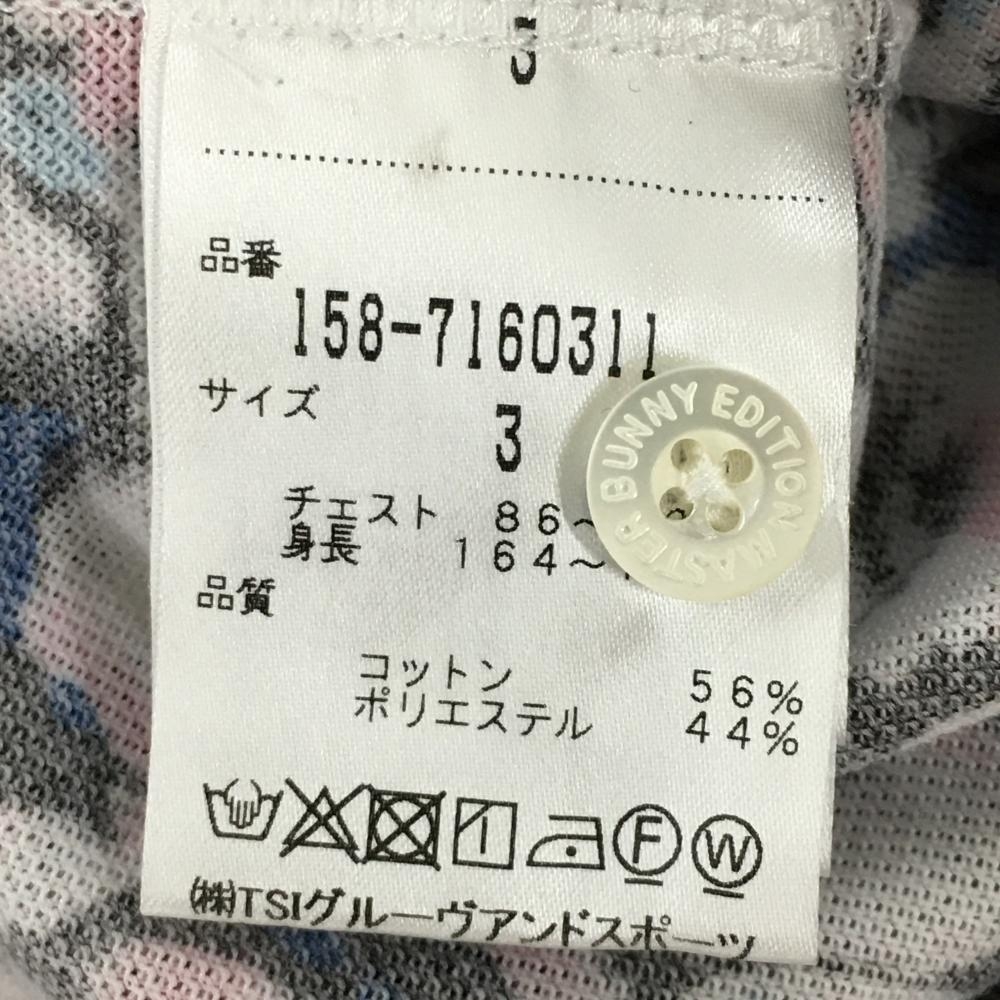 品番
158-7160311
サイズ
3
チェスト 86~
身長 164~
品質
コットン 56%
ポリエステル 44%
F W
(株)TSIグルーヴアンドスポーツ
BUNNY EDITION MASTER